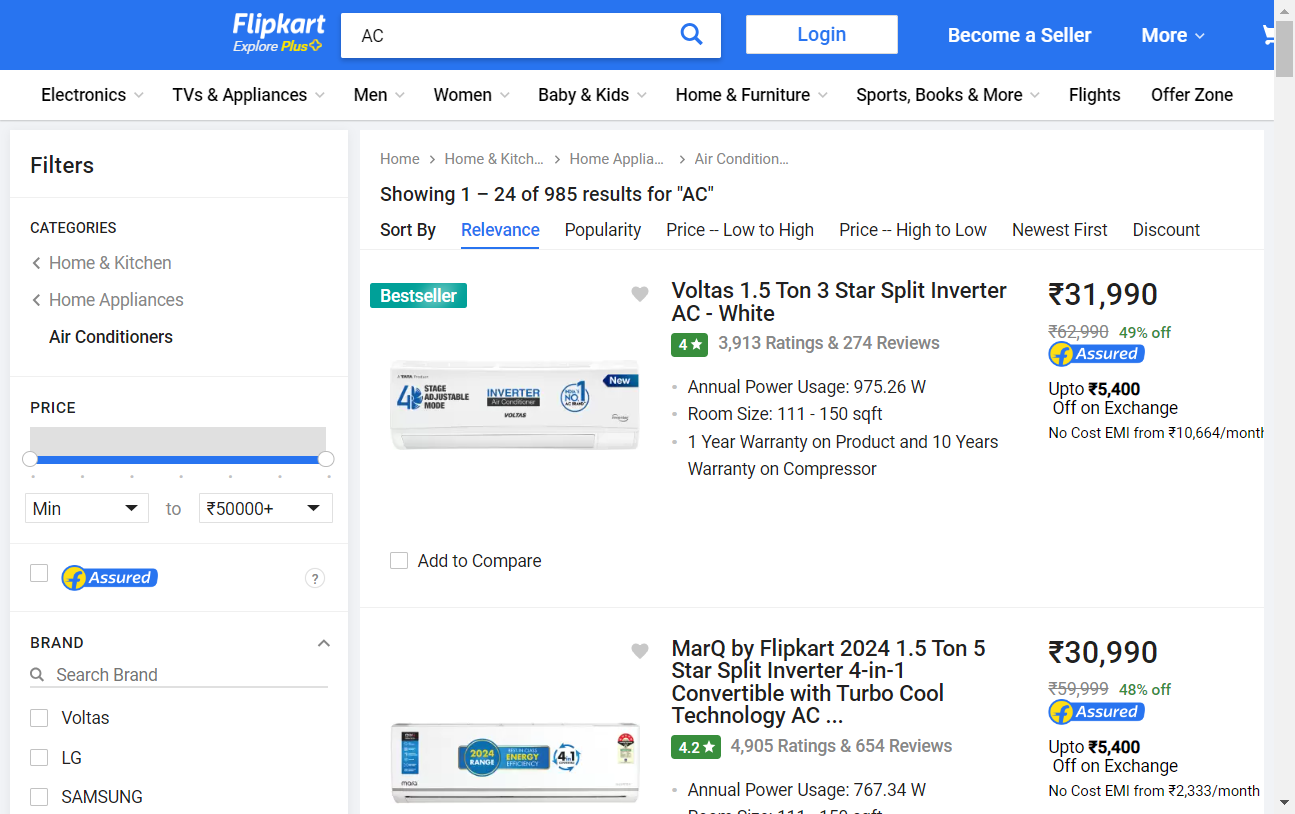 Flipkart
Explore Plus
AC
Login
Become a Seller
More
Electronics
TVs & Appliances
Men
Women
Baby & Kids
Home & Furniture
Sports, Books & More
Flights
Offer Zone
Filters
CATEGORIES
Home & Kitchen
Home Appliances
Air Conditioners
PRICE
Min
to
₹50000+
Assured
?
BRAND
Search Brand
Voltas
LG
SAMSUNG
Home
Home & Kitch...
Home Applia...
Air Condition...
Showing 1 – 24 of 985 results for "AC"
Sort By
Relevance
Popularity
Price -- Low to High
Price -- High to Low
Newest First
Discount
Bestseller
New
4
STAGE
ADJUSTABLE
MODE
INVERTER
Air Conditioner
VOLTAS
NO.1
AC BRAND
Add to Compare
Voltas 1.5 Ton 3 Star Split Inverter
AC - White
4
3,913 Ratings & 274 Reviews
Annual Power Usage: 975.26 W
Room Size: 111 - 150 sqft
1 Year Warranty on Product and 10 Years
Warranty on Compressor
₹31,990
₹62,990 49% off
Assured
Upto ₹5,400
Off on Exchange
No Cost EMI from ₹10,664/month
2024
RANGE
ENERGY
EFFICIENCY
4in1
marq
MarQ by Flipkart 2024 1.5 Ton 5
Star Split Inverter 4-in-1
Convertible with Turbo Cool
Technology AC ...
4.2
4,905 Ratings & 654 Reviews
Annual Power Usage: 767.34 W
Room Size: 111 - 150 sqft
₹30,990
₹59,999 48% off
Assured
Upto ₹5,400
Off on Exchange
No Cost EMI from ₹2,333/month